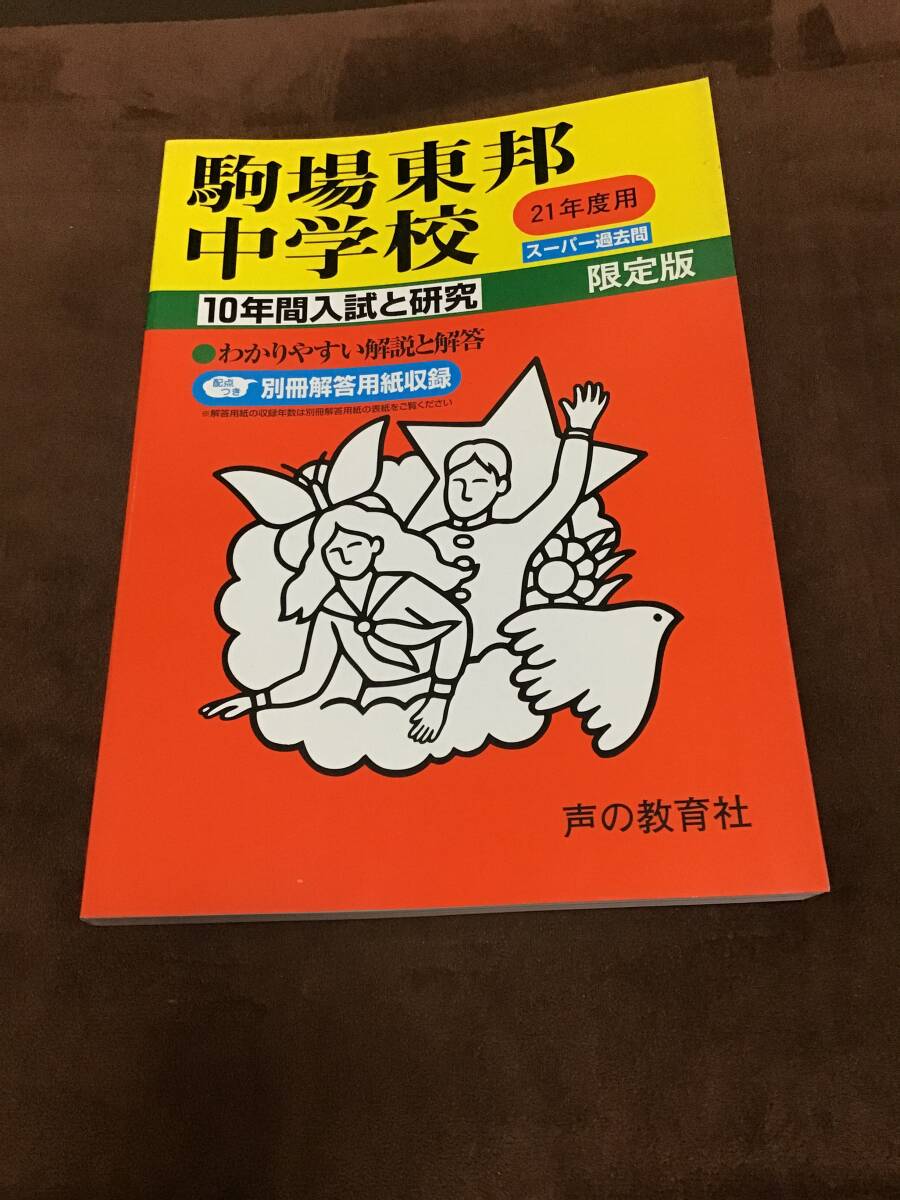 駒場東邦
中学校
21年度用
スーパー過去問
限定版
10年間入試と研究
●わかりやすい解説と解答
配点
つき
別冊解答用紙収録
※解答用紙の収録年数は別冊解答用紙の表紙をご覧ください
声の教育社